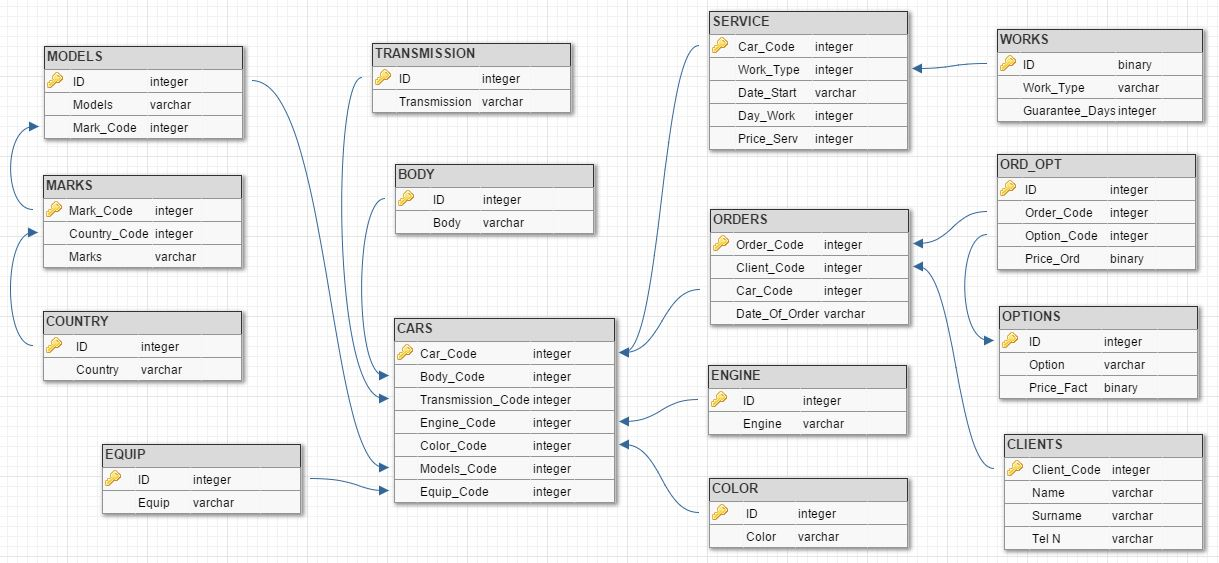 MODELS
ID integer
Models varchar
Mark_Code integer
MARKS
Mark_Code integer
Country_Code integer
Marks varchar
COUNTRY
ID integer
Country varchar
EQUIP
ID integer
Equip varchar
TRANSMISSION
ID integer
Transmission varchar
BODY
ID integer
Body varchar
CARS
Car_Code integer
Body_Code integer
Transmission_Code integer
Engine_Code integer
Color_Code integer
Models_Code integer
Equip_Code integer
SERVICE
Car_Code integer
Work_Type integer
Date_Start varchar
Day_Work integer
Price_Serv integer
ORDERS
Order_Code integer
Client_Code integer
Car_Code integer
Date_Of_Order varchar
ENGINE
ID integer
Engine varchar
COLOR
ID integer
Color varchar
WORKS
ID binary
Work_Type varchar
Guarantee_Days integer
ORD_OPT
ID integer
Order_Code integer
Option_Code integer
Price_Ord binary
OPTIONS
ID integer
Option varchar
Price_Fact binary
CLIENTS
Client_Code integer
Name varchar
Surname varchar
Tel N varchar